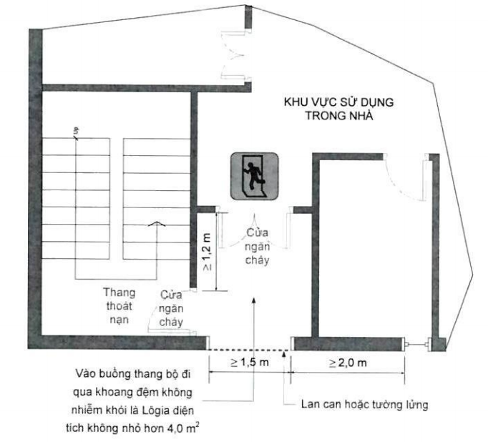 Up
KHU VỰC SỬ DỤNG
TRONG NHÀ
Cửa
ngăn
cháy
≥ 1,2 m
Thang
thoát
nạn
Cửa
ngăn
cháy
≥ 1,5 m
≥ 2,0 m
Vào buồng thang bộ đi
qua khoang đệm không
nhiễm khói là Lôgia diện
tích không nhỏ hơn 4,0 m²
Lan can hoặc tường lửng